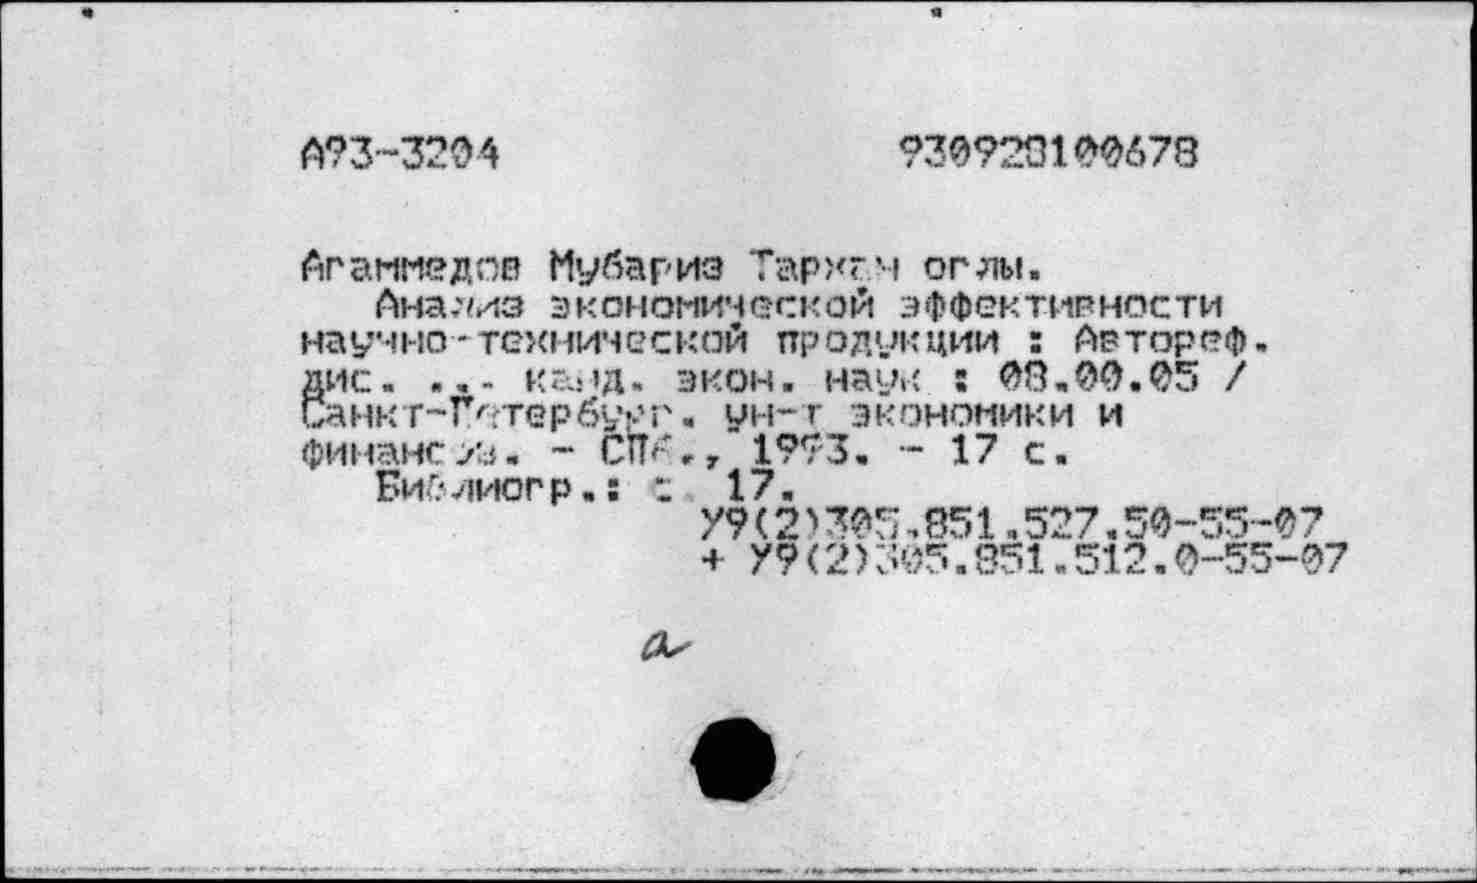 А93-3204 930928100678
Агаммедов Мубариз Тархан оглы.
Анализ экономической эффективности
научно-технической продукции : Автореф.
дис. ... канд. экон. наук : 08.00.05 /
Санкт-Петербург. ун-т экономики и
финансов. - СПб., 1993. - 17 с.
Библиогр.: с. 17.
У9(2)305.851.527.50-55-07
+ У9(2)305.851.512.0-55-07
а